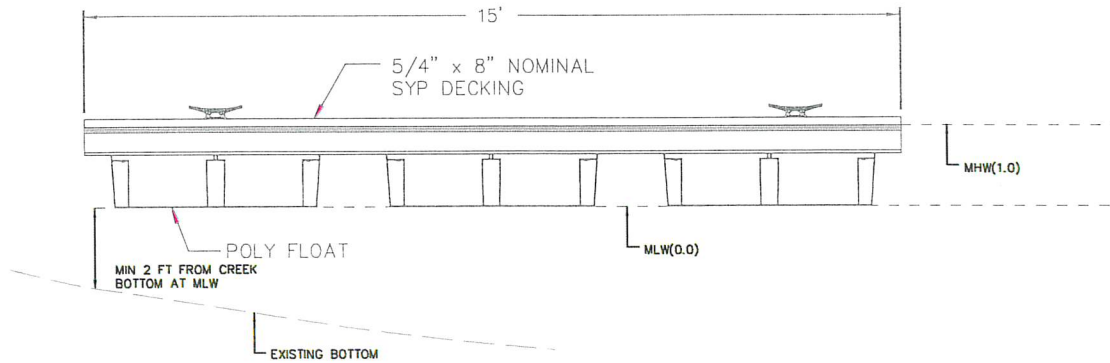 15'
5/4" x 8" NOMINAL
SYP DECKING
MHW(1.0)
POLY FLOAT
MLW(0.0)
MIN 2 FT FROM CREEK
BOTTOM AT MLW
EXISTING BOTTOM